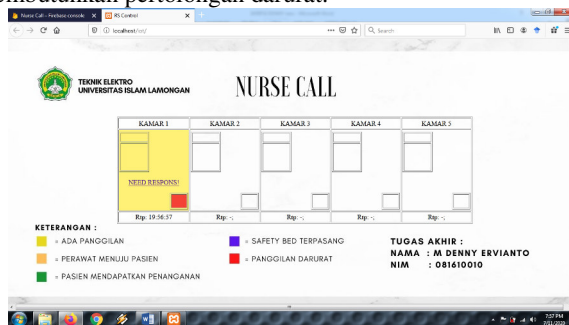 membutuhkan pertolongan darurat.
Nurse Call - Firebase console
RS Control
localhost/rst/
Search
TEKNIK ELEKTRO
UNIVERSITAS ISLAM LAMONGAN
NURSE CALL
KAMAR 1 KAMAR 2 KAMAR 3 KAMAR 4 KAMAR 5
NEED RESPONS!
Rtp: 19:56:57 Rtp: -; Rtp: -; Rtp: -; Rtp: -;
KETERANGAN :
= ADA PANGGILAN
= PERAWAT MENUJU PASIEN
= PASIEN MENDAPATKAN PENANGANAN
= SAFETY BED TERPASANG
= PANGGILAN DARURAT
TUGAS AKHIR :
NAMA : M DENNY ERVIANTO
NIM : 081610010
7:57 PM
7/11/2020